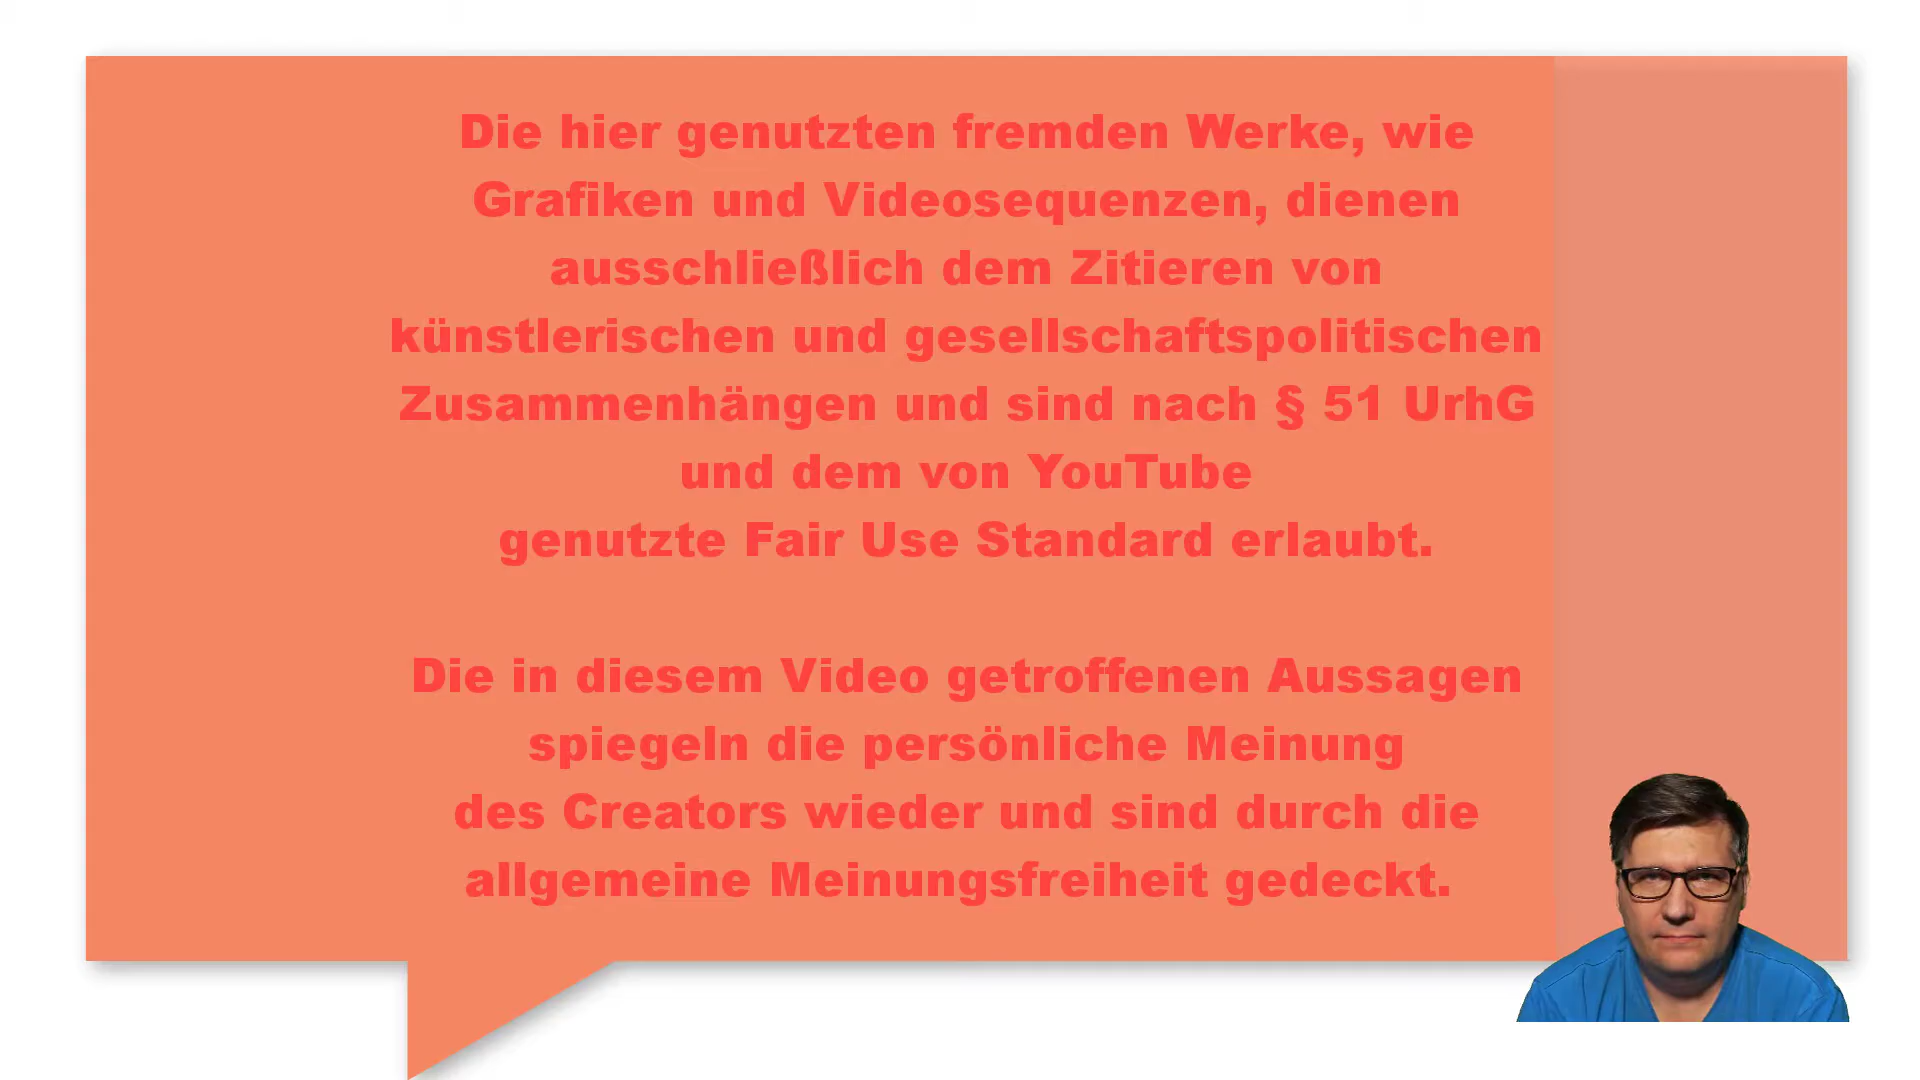 Die hier genutzten fremden Werke, wie
Grafiken und Videosequenzen, dienen
ausschließlich dem Zitieren von
künstlerischen und gesellschaftspolitischen
Zusammenhängen und sind nach § 51 UrhG
und dem von YouTube
genutzte Fair Use Standard erlaubt.
Die in diesem Video getroffenen Aussagen
spiegeln die persönliche Meinung
des Creators wieder und sind durch die
allgemeine Meinungsfreiheit gedeckt.